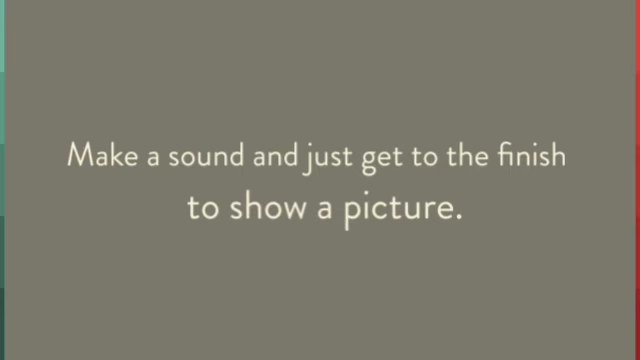 Make a sound and just get to the finish
to show a picture.